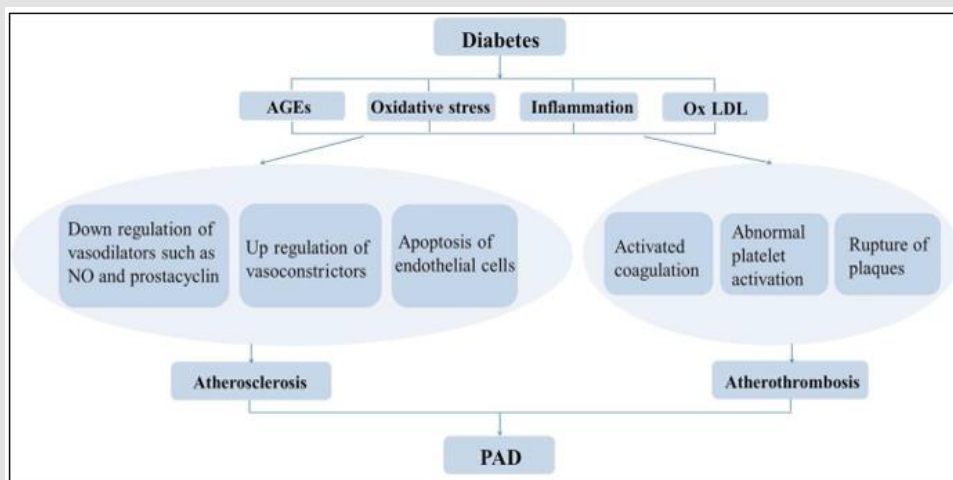 Diabetes
AGEs
Oxidative stress
Inflammation
Ox LDL
Down regulation of
vasodilators such as
NO and prostacyclin
Up regulation of
vasoconstrictors
Apoptosis of
endothelial cells
Activated
coagulation
Abnormal
platelet
activation
Rupture of
plaques
Atherosclerosis
Atherothrombosis
PAD